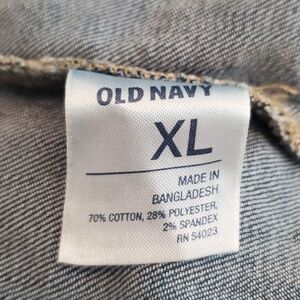 OLD NAVY
XL
MADE IN
BANGLADESH
70% COTTON, 28% POLYESTER,
2% SPANDEX
RN 54023